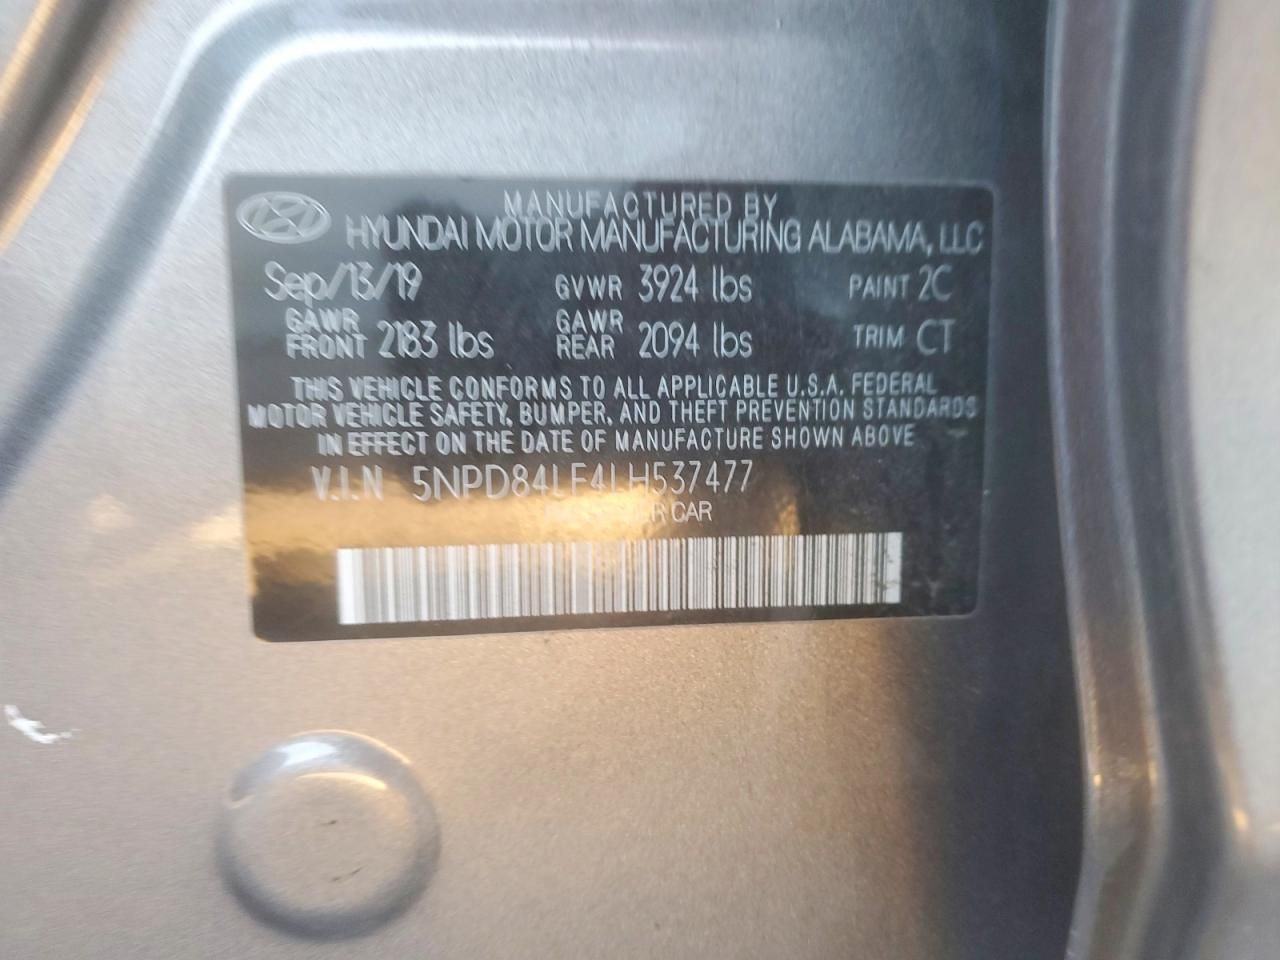 MANUFACTURED BY
HYUNDAI MOTOR MANUFACTURING ALABAMA, LLC
Sep/13/19 GVWR 3924 lbs PAINT 2C
GAWR FRONT 2183 lbs GAWR REAR 2094 lbs TRIM CT
THIS VEHICLE CONFORMS TO ALL APPLICABLE U.S.A. FEDERAL
MOTOR VEHICLE SAFETY, BUMPER, AND THEFT PREVENTION STANDARDS
IN EFFECT ON THE DATE OF MANUFACTURE SHOWN ABOVE
V.I.N 5NPD84LF4LH537477
CAR